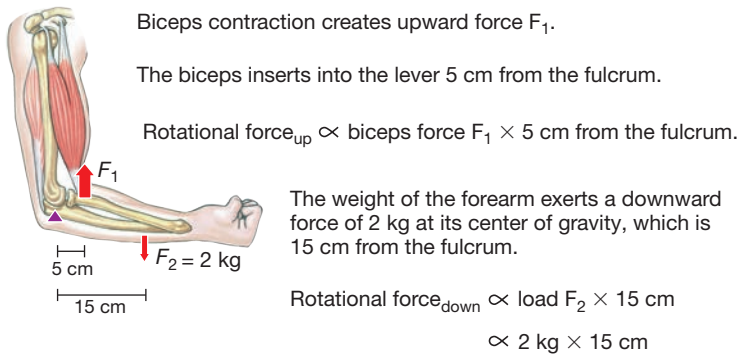 Biceps contraction creates upward force F₁.
The biceps inserts into the lever 5 cm from the fulcrum.
Rotational force_up ∝ biceps force F₁ × 5 cm from the fulcrum.
F₁
The weight of the forearm exerts a downward
force of 2 kg at its center of gravity, which is
15 cm from the fulcrum.
F₂ = 2 kg
5 cm
15 cm
Rotational force_down ∝ load F₂ × 15 cm
∝ 2 kg × 15 cm